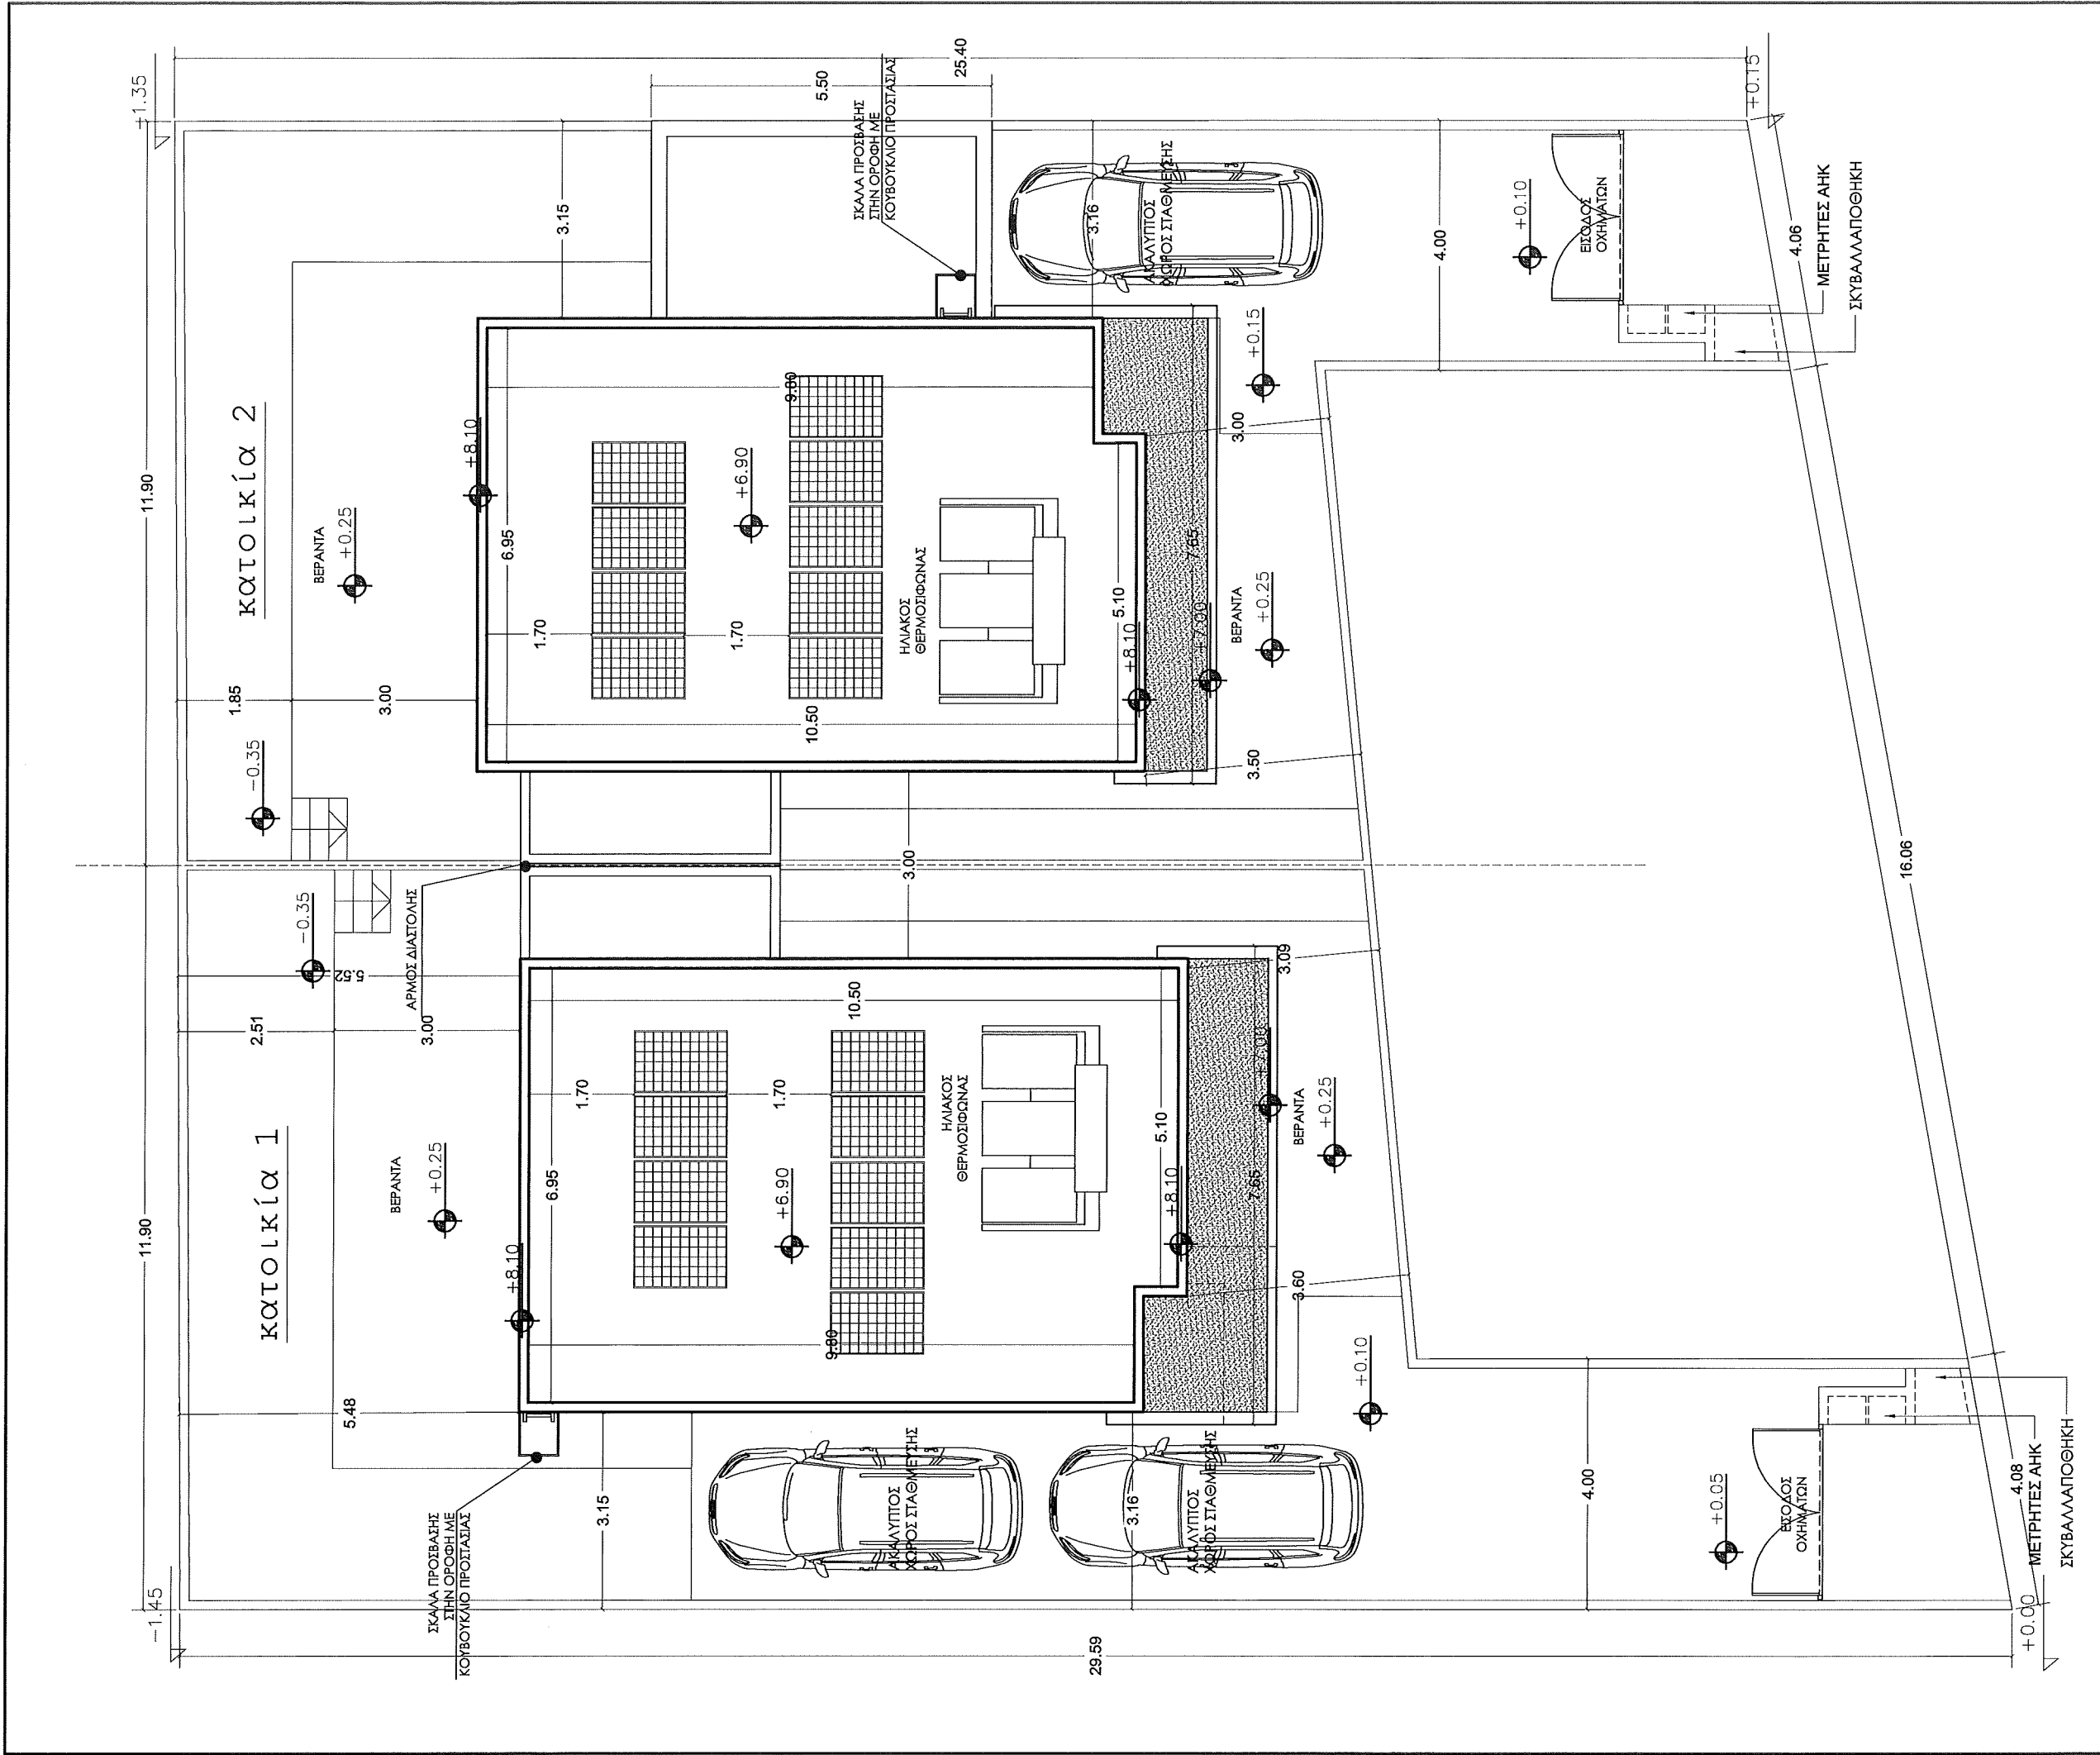 κατοικία 1
κατοικία 2
11.90
11.90
-1.45
+1.35
25.40
29.59
5.50
2.51
5.52
3.00
5.48
-0.35
-0.35
1.85
3.00
3.15
3.15
ΒΕΡΑΝΤΑ
+0.25
ΒΕΡΑΝΤΑ
+0.25
ΑΡΜΟΣ ΔΙΑΣΤΟΛΗΣ
ΣΚΑΛΑ ΠΡΟΣΒΑΣΗΣ
ΣΤΗΝ ΟΡΟΦΗ ΜΕ
ΚΟΥΒΟΥΚΛΙΟ ΠΡΟΣΤΑΣΙΑΣ
ΣΚΑΛΑ ΠΡΟΣΒΑΣΗΣ
ΣΤΗΝ ΟΡΟΦΗ ΜΕ
ΚΟΥΒΟΥΚΛΙΟ ΠΡΟΣΤΑΣΙΑΣ
+8.10
6.95
1.70
1.70
10.50
9.80
+6.90
ΗΛΙΑΚΟΣ
ΘΕΡΜΟΣΙΦΩΝΑΣ
5.10
+8.10
7.65
+7.00
ΒΕΡΑΝΤΑ
+0.25
3.09
3.60
+0.10
3.00
+8.10
6.95
1.70
1.70
10.50
9.80
+6.90
ΗΛΙΑΚΟΣ
ΘΕΡΜΟΣΙΦΩΝΑΣ
5.10
+8.10
7.65
+7.00
ΒΕΡΑΝΤΑ
+0.25
3.50
3.00
+0.15
ΑΚΑΛΥΠΤΟΣ
ΧΩΡΟΣ ΣΤΑΘΜΕΥΣΗΣ
3.16
ΑΚΑΛΥΠΤΟΣ
ΧΩΡΟΣ ΣΤΑΘΜΕΥΣΗΣ
3.16
ΑΚΑΛΥΠΤΟΣ
ΧΩΡΟΣ ΣΤΑΘΜΕΥΣΗΣ
4.00
4.00
+0.05
+0.10
ΕΙΣΟΔΟΣ
ΟΧΗΜΑΤΩΝ
ΕΙΣΟΔΟΣ
ΟΧΗΜΑΤΩΝ
4.08
16.06
4.06
+0.00
+0.15
ΜΕΤΡΗΤΕΣ ΑΗΚ
ΣΚΥΒΑΛΛΑΠΟΘΗΚΗ
ΜΕΤΡΗΤΕΣ ΑΗΚ
ΣΚΥΒΑΛΛΑΠΟΘΗΚΗ